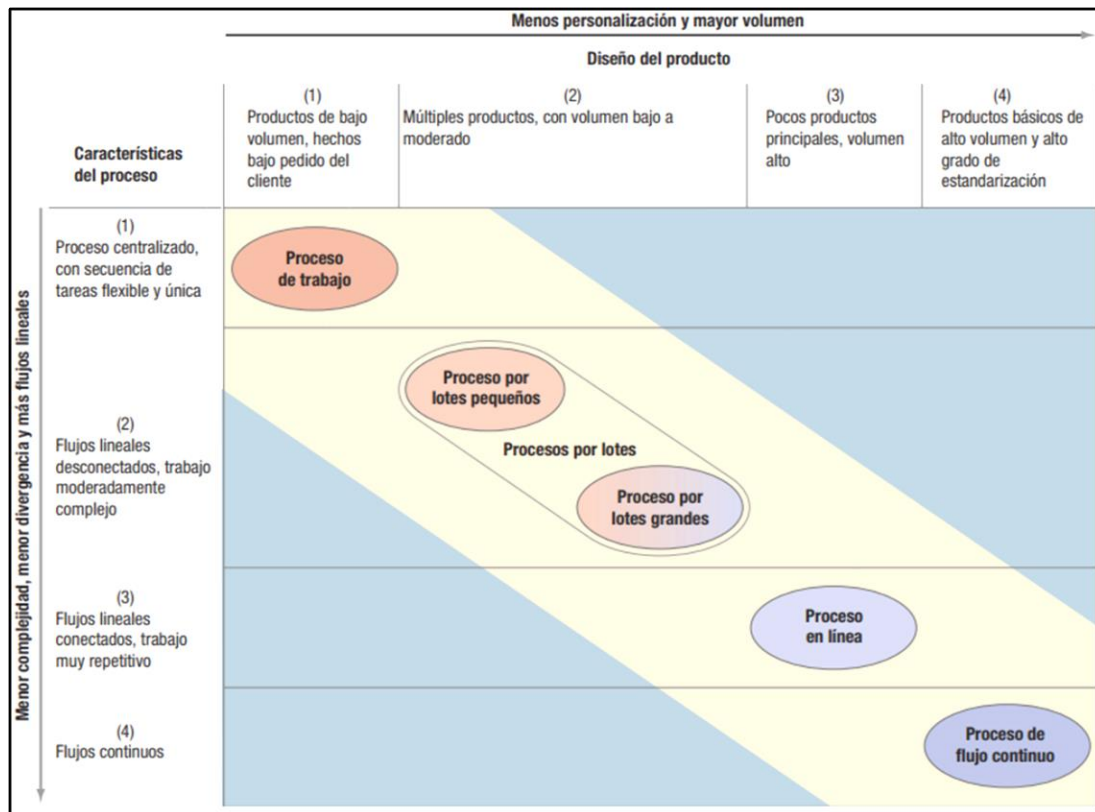 Menos personalización y mayor volumen
Diseño del producto
(1)
Productos de bajo
volumen, hechos
bajo pedido del
cliente
(2)
Múltiples productos, con volumen bajo a
moderado
(3)
Pocos productos
principales, volumen
alto
(4)
Productos básicos de
alto volumen y alto
grado de
estandarización
Características
del proceso
Menor complejidad, menor divergencia y más flujos lineales
(1)
Proceso centralizado,
con secuencia de
tareas flexible y única
Proceso
de trabajo
(2)
Flujos lineales
desconectados, trabajo
moderadamente
complejo
Proceso por
lotes pequeños
Procesos por lotes
Proceso por
lotes grandes
(3)
Flujos lineales
conectados, trabajo
muy repetitivo
Proceso
en línea
(4)
Flujos continuos
Proceso de
flujo continuo